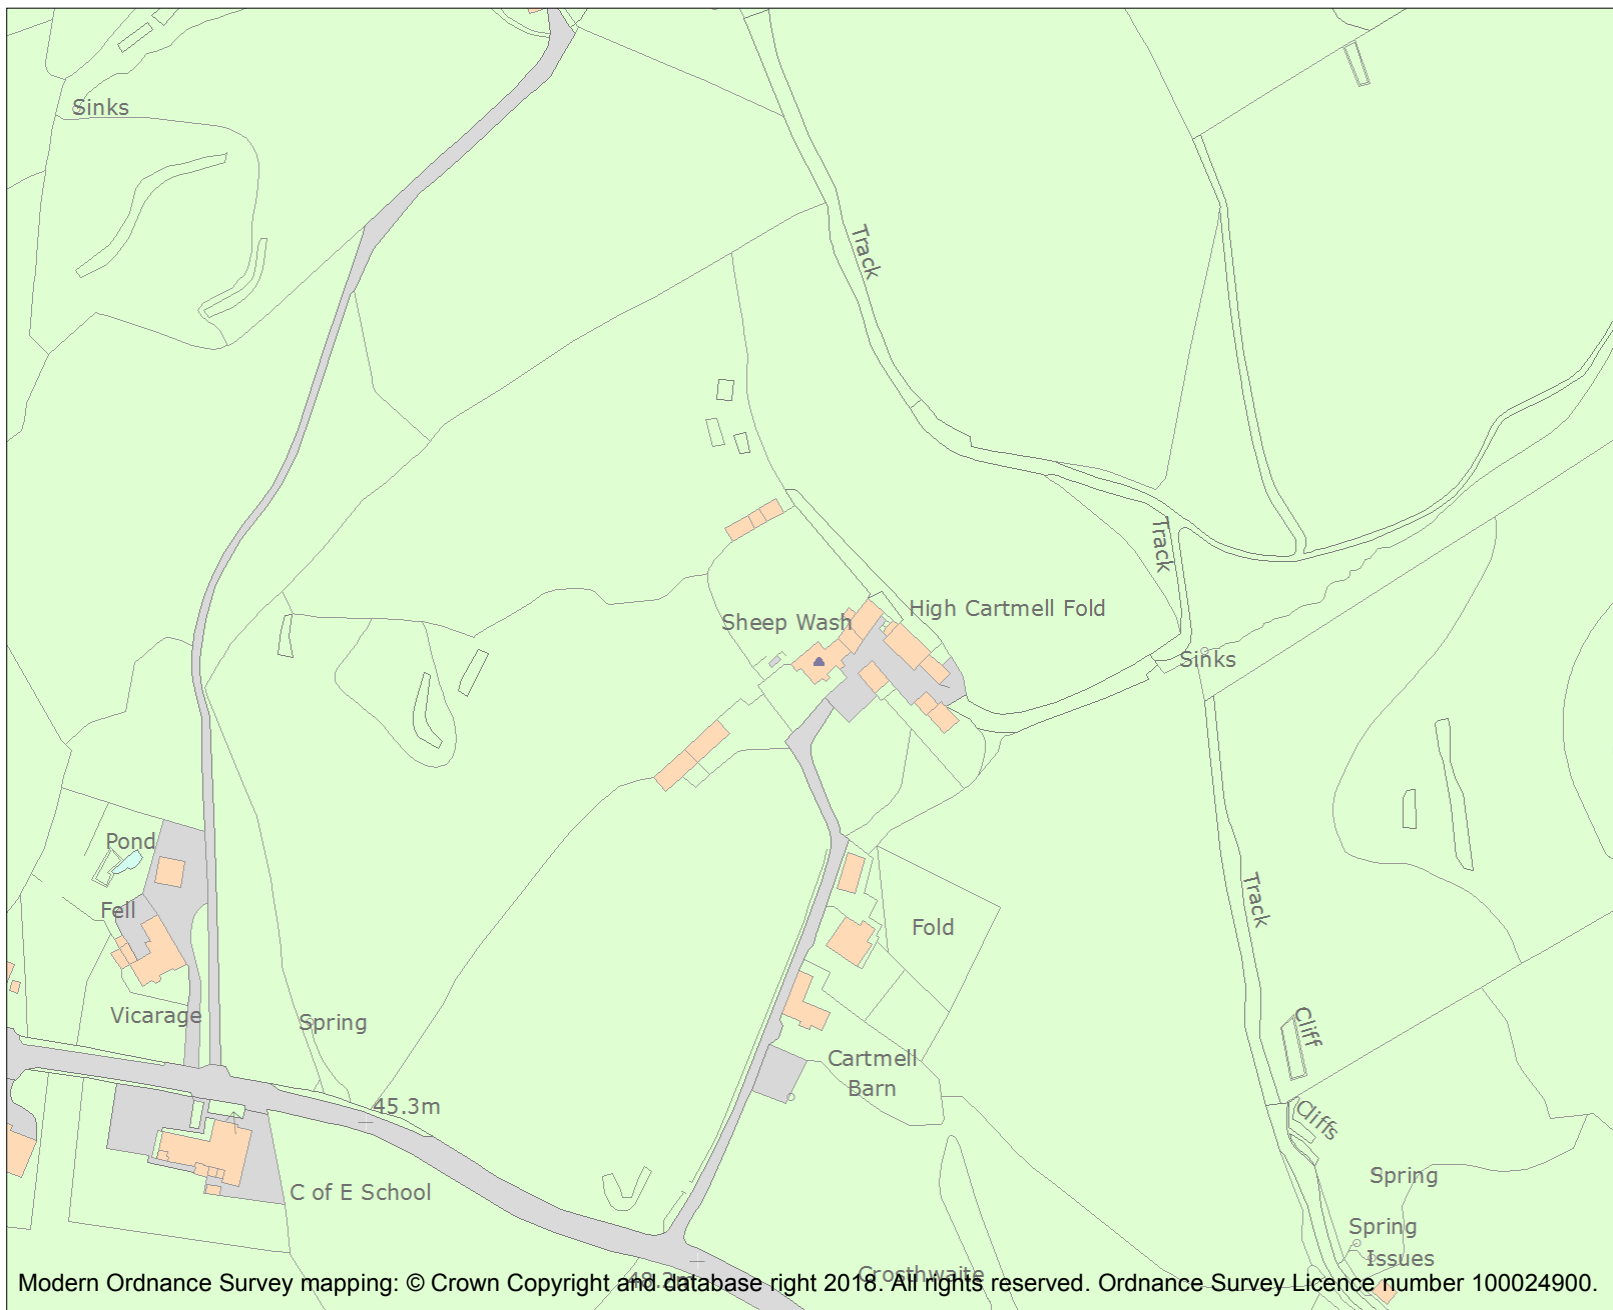 Sinks
Track
Track
High Cartmell Fold
Sheep Wash
Sinks
Pond
Track
Fell
Fold
Vicarage
Spring
Cliff
Cartmell
Barn
45.3m
Cliffs
Spring
C of E School
Spring
Issues
Crosthwaite
Modern Ordnance Survey mapping: © Crown Copyright and database right 2018. All rights reserved. Ordnance Survey Licence number 100024900.